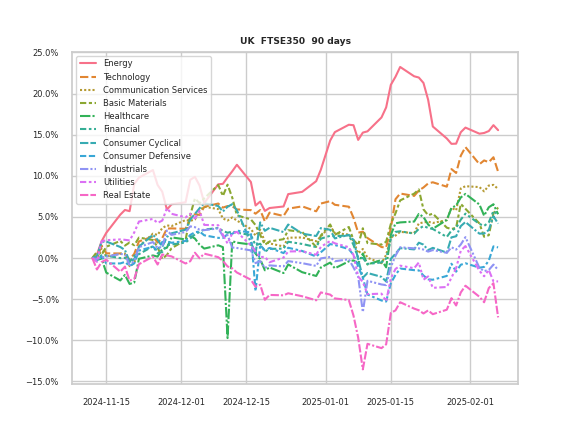 UK FTSE350 90 days
25.0%
20.0%
15.0%
10.0%
5.0%
0.0%
−5.0%
−10.0%
−15.0%
Energy
Technology
Communication Services
Basic Materials
Healthcare
Financial
Consumer Cyclical
Consumer Defensive
Industrials
Utilities
Real Estate
2024-11-15 2024-12-01 2024-12-15 2025-01-01 2025-01-15 2025-02-01